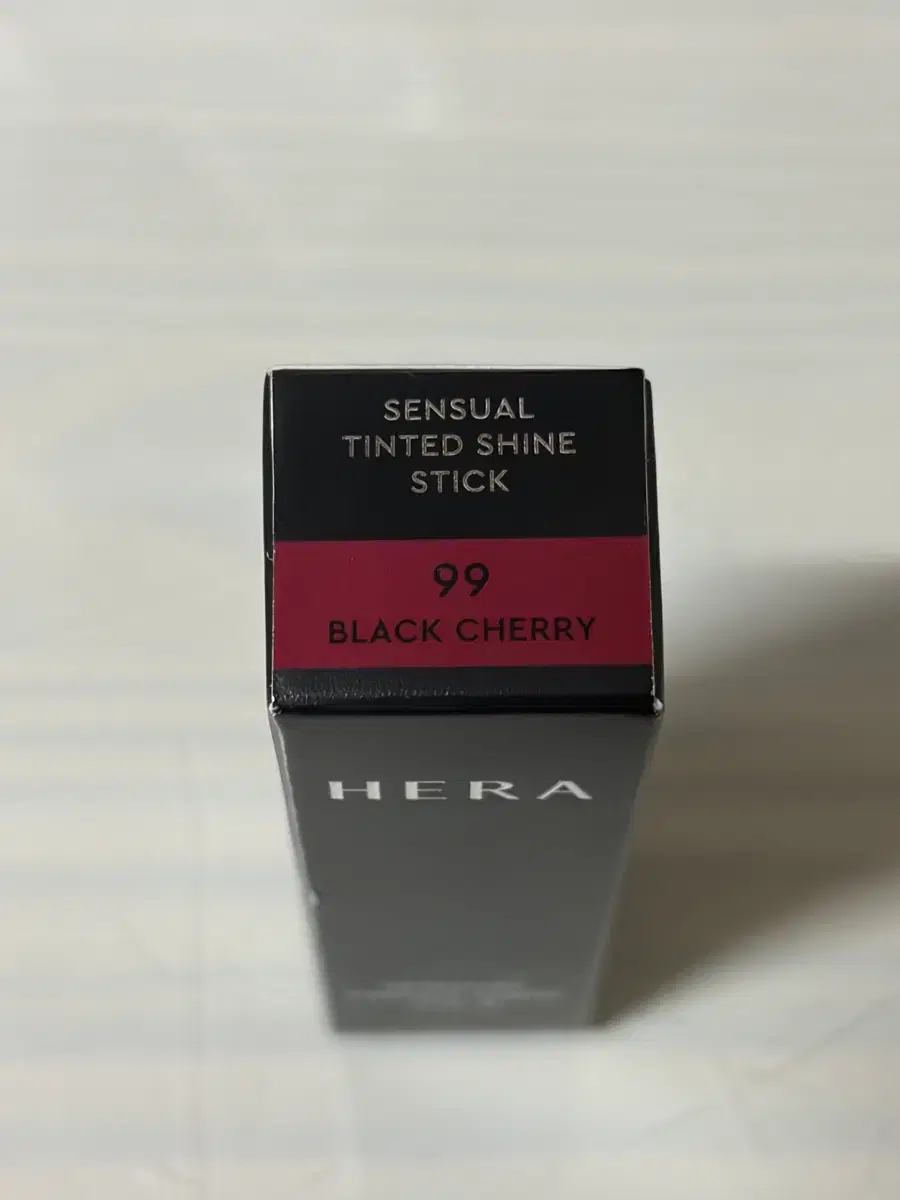 SENSUAL
TINTED SHINE
STICK
99
BLACK CHERRY
HERA